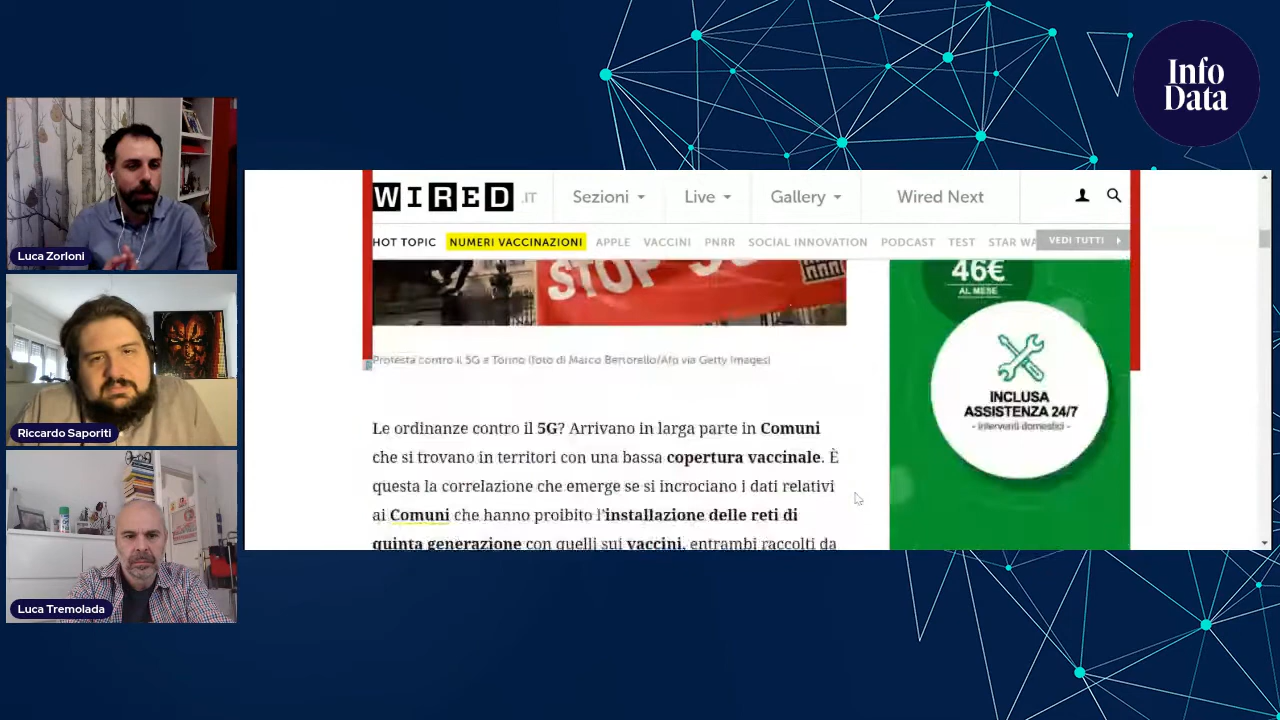 Info
Data
Luca Zorloni
Riccardo Saporiti
Luca Tremolada
WIRED.IT
Sezioni
Live
Gallery
Wired Next
HOT TOPIC
NUMERI VACCINAZIONI
APPLE
VACCINI
PNRR
SOCIAL INNOVATION
PODCAST
TEST
STAR WA
VEDI TUTTI
STOP 5G
46€
AL MESE
INCLUSA
ASSISTENZA 24/7
- interventi domestici -
Protesta contro il 5G a Torino (foto di Marco Bertorello/Afp via Getty Images)
Le ordinanze contro il 5G? Arrivano in larga parte in Comuni
che si trovano in territori con una bassa copertura vaccinale. È
questa la correlazione che emerge se si incrociano i dati relativi
ai Comuni che hanno proibito l'installazione delle reti di
quinta generazione con quelli sui vaccini, entrambi raccolti da